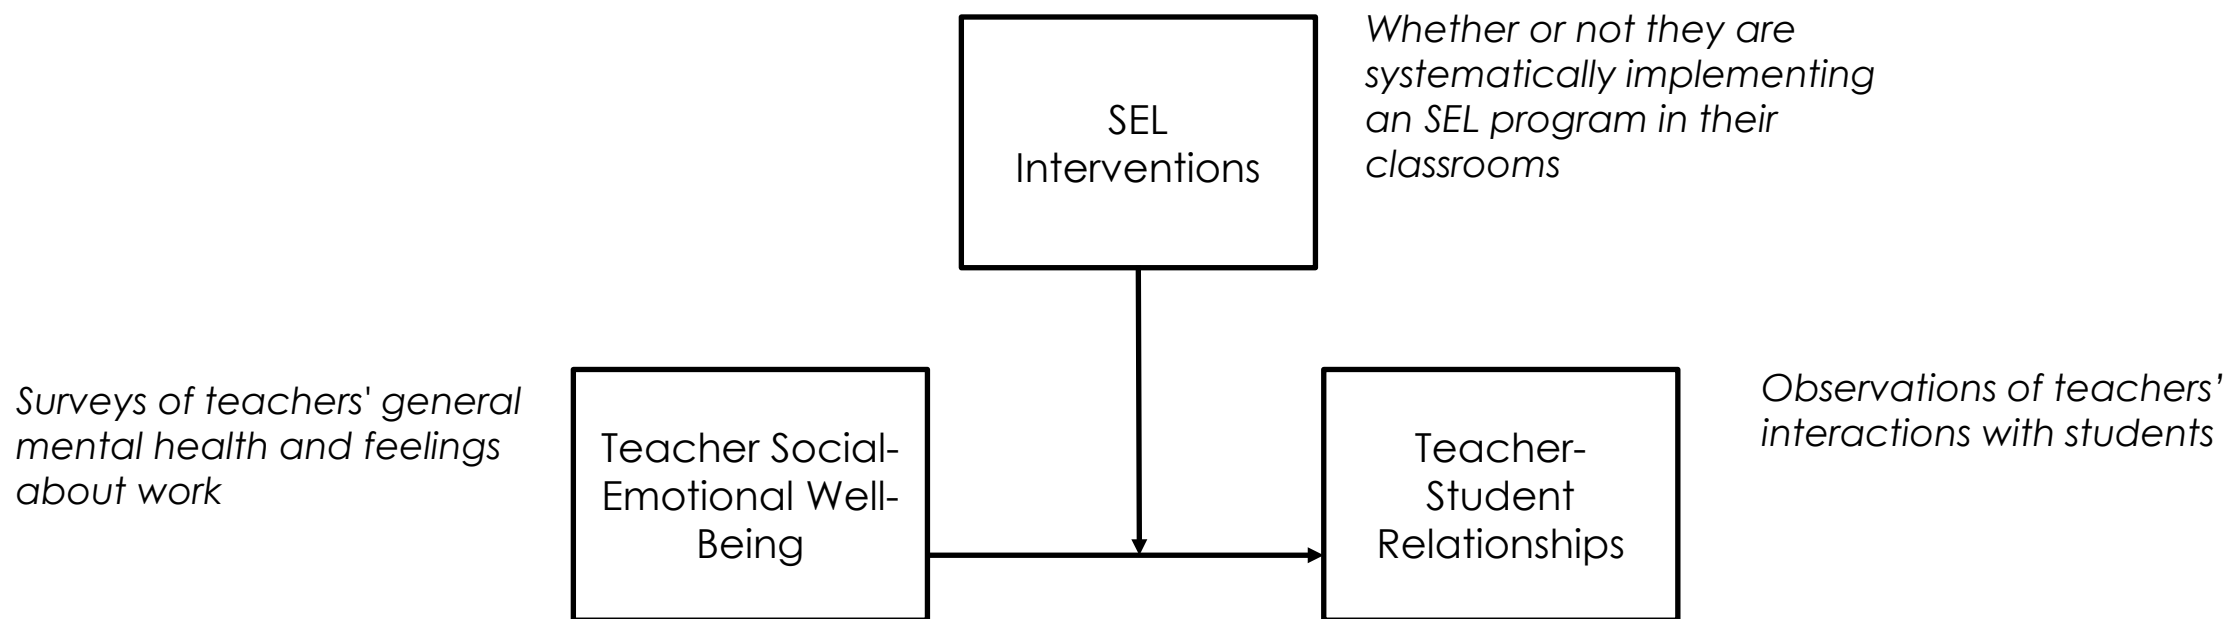 SEL
Interventions
Whether or not they are
systematically implementing
an SEL program in their
classrooms
Surveys of teachers' general
mental health and feelings
about work
Teacher Social-
Emotional Well-
Being
Teacher-
Student
Relationships
Observations of teachers’
interactions with students